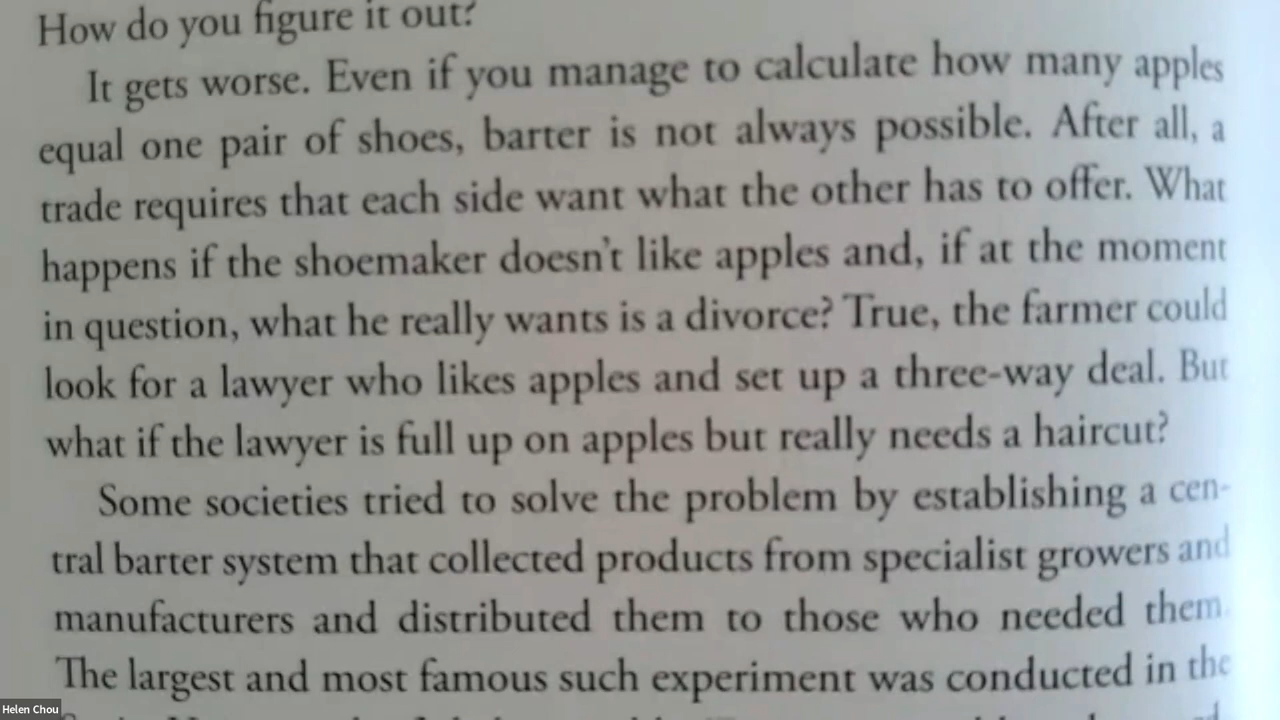 How do you figure it out?
It gets worse. Even if you manage to calculate how many apples
equal one pair of shoes, barter is not always possible. After all, a
trade requires that each side want what the other has to offer. What
happens if the shoemaker doesn't like apples and, if at the moment
in question, what he really wants is a divorce? True, the farmer could
look for a lawyer who likes apples and set up a three-way deal. But
what if the lawyer is full up on apples but really needs a haircut?
Some societies tried to solve the problem by establishing a cen-
tral barter system that collected products from specialist growers and
manufacturers and distributed them to those who needed them.
The largest and most famous such experiment was conducted in the
Helen Chou